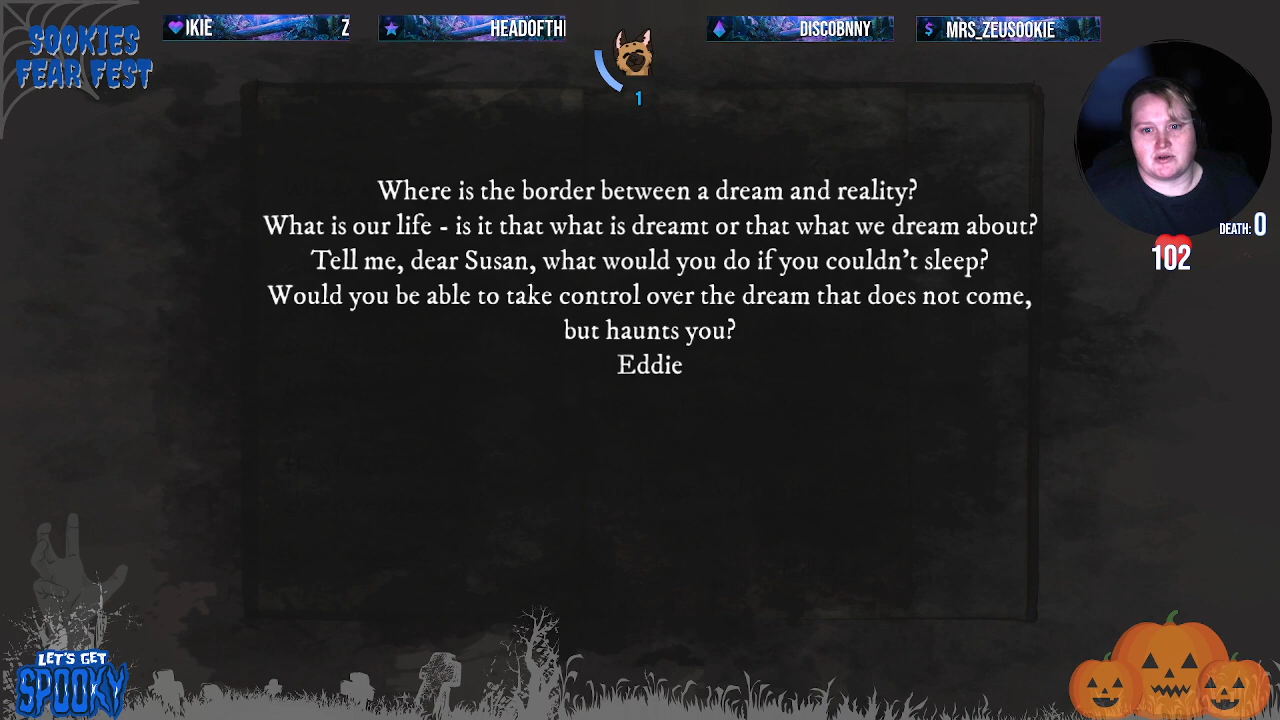 SOOKIES
FEAR FEST
OKIE
Z
HEADOFTH
DISCOBNNY
$ MRS_ZEUSOOKIE
1
DEATH: 0
102
Where is the border between a dream and reality?
What is our life - is it that what is dreamt or that what we dream about?
Tell me, dear Susan, what would you do if you couldn't sleep?
Would you be able to take control over the dream that does not come,
but haunts you?
Eddie
LET'S GET
SPOOKY